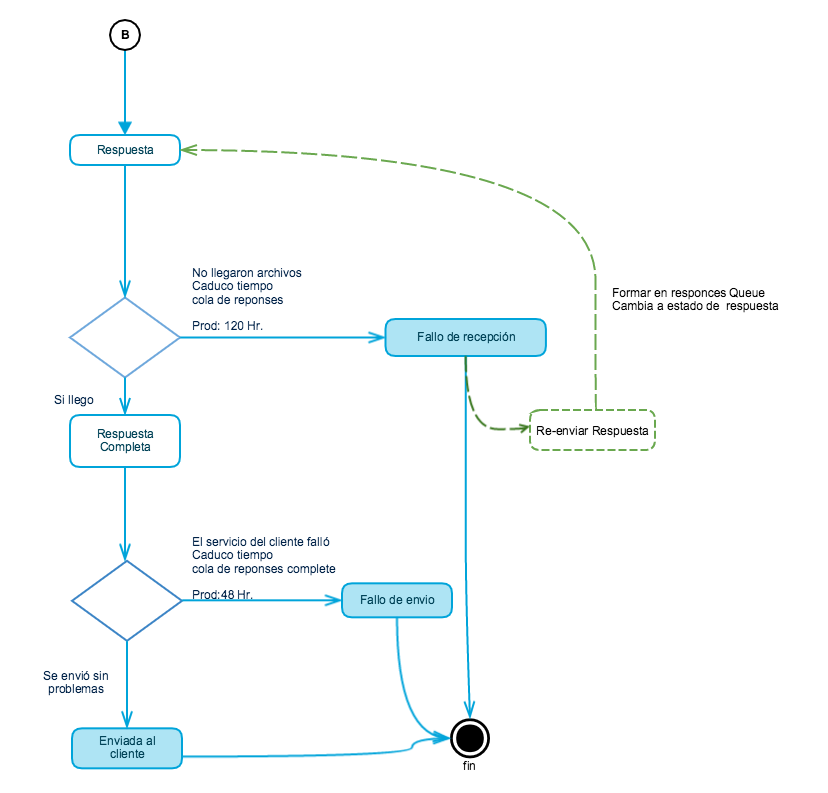 B
Respuesta
No llegaron archivos
Caduco tiempo
cola de reponses
Prod: 120 Hr.
Formar en responces Queue
Cambia a estado de respuesta
Fallo de recepción
Si llego
Respuesta
Completa
Re-enviar Respuesta
El servicio del cliente falló
Caduco tiempo
cola de reponses complete
Prod:48 Hr.
Fallo de envio
Se envió sin
problemas
Enviada al
cliente
fin